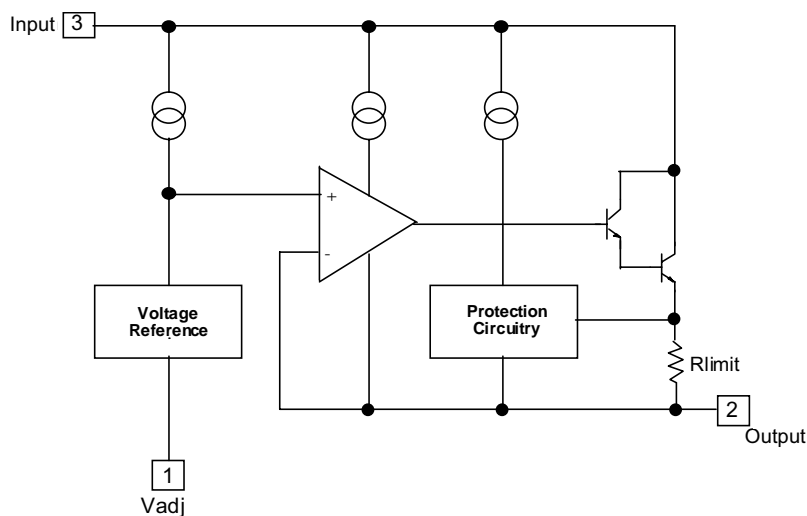 Input 3
+
-
Voltage
Reference
Protection
Circuitry
Rlimit
2
Output
1
Vadj